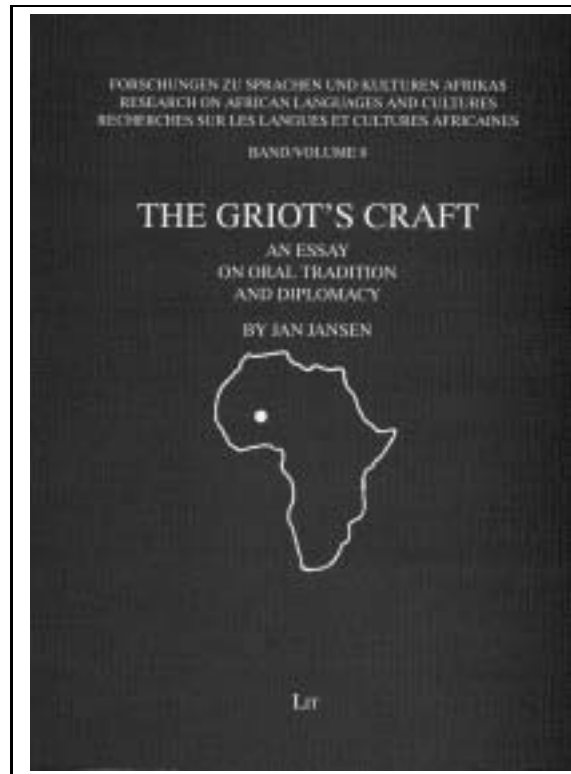 FORSCHUNGEN ZU SPRACHEN UND KULTUREN AFRIKAS
RESEARCH ON AFRICAN LANGUAGES AND CULTURES
RECHERCHES SUR LES LANGUES ET CULTURES AFRICAINES
BAND/VOLUME 8
THE GRIOT'S CRAFT
AN ESSAY
ON ORAL TRADITION
AND DIPLOMACY
BY JAN JANSEN
LIT